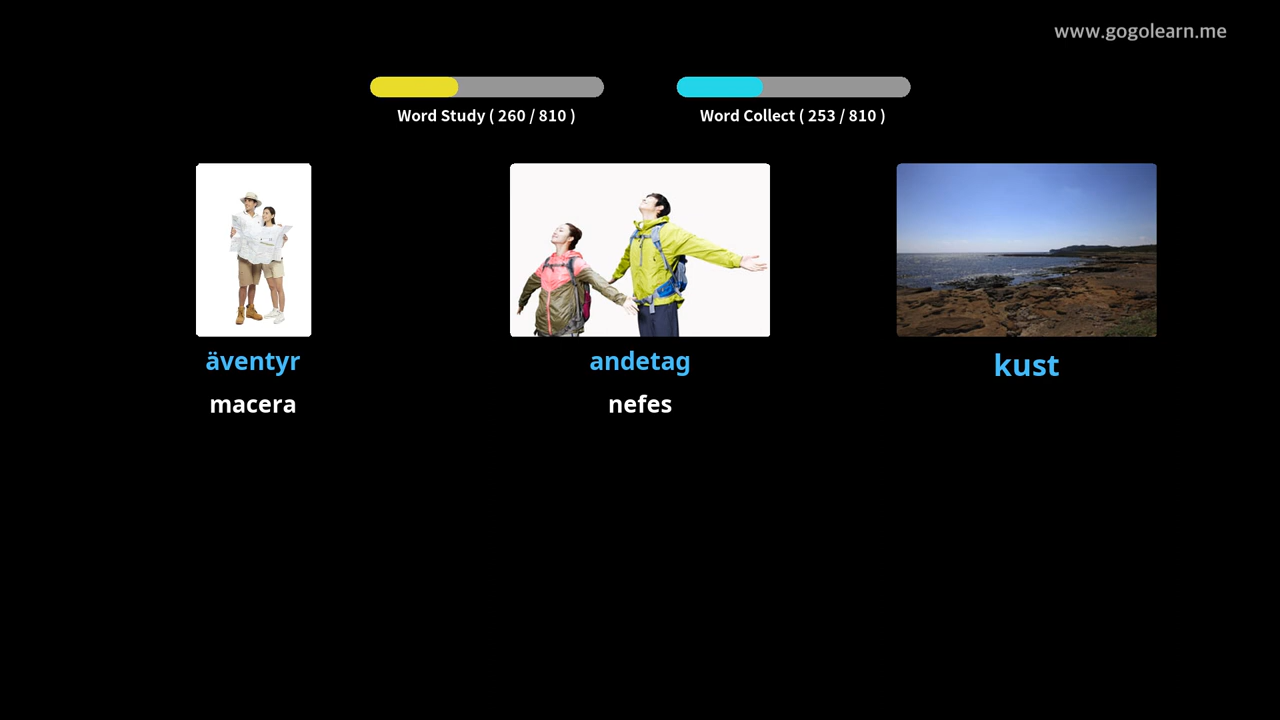 www.gogolearn.me
Word Study ( 260 / 810 )
Word Collect ( 253 / 810 )
äventyr
macera
andetag
nefes
kust